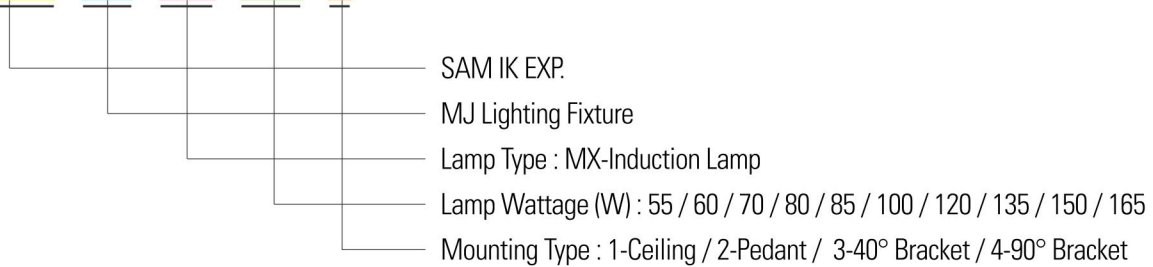 SAM IK EXP.
MJ Lighting Fixture
Lamp Type : MX-Induction Lamp
Lamp Wattage (W) : 55 / 60 / 70 / 80 / 85 / 100 / 120 / 135 / 150 / 165
Mounting Type : 1-Ceiling / 2-Pedant / 3-40° Bracket / 4-90° Bracket